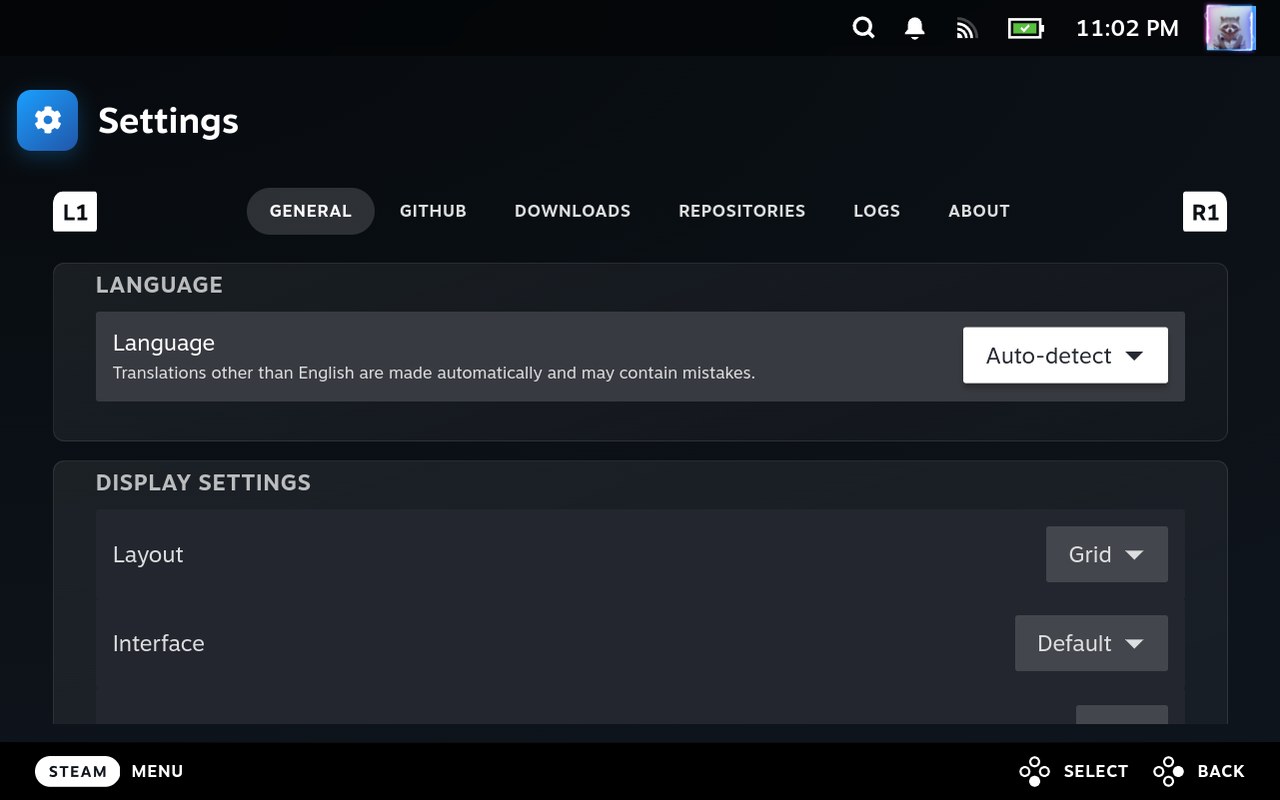 11:02 PM
Settings
L1
GENERAL
GITHUB
DOWNLOADS
REPOSITORIES
LOGS
ABOUT
R1
LANGUAGE
Language
Translations other than English are made automatically and may contain mistakes.
Auto-detect
DISPLAY SETTINGS
Layout
Grid
Interface
Default
STEAM
MENU
SELECT
BACK